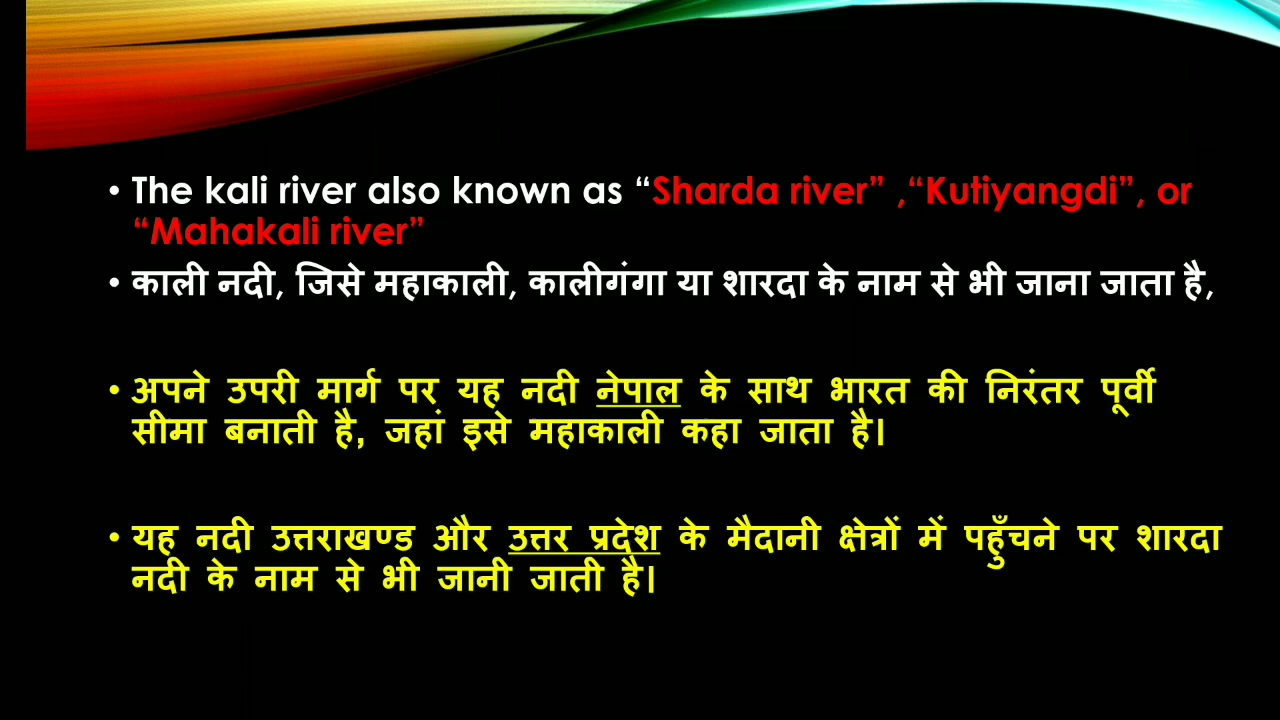 • The kali river also known as “Sharda river” ,“Kutiyangdi”, or
“Mahakali river”
• काली नदी, जिसे महाकाली, कालीगंगा या शारदा के नाम से भी जाना जाता है,
• अपने उपरी मार्ग पर यह नदी नेपाल के साथ भारत की निरंतर पूर्वी
सीमा बनाती है, जहां इसे महाकाली कहा जाता है।
• यह नदी उत्तराखण्ड और उत्तर प्रदेश के मैदानी क्षेत्रों में पहुँचने पर शारदा
नदी के नाम से भी जानी जाती है।